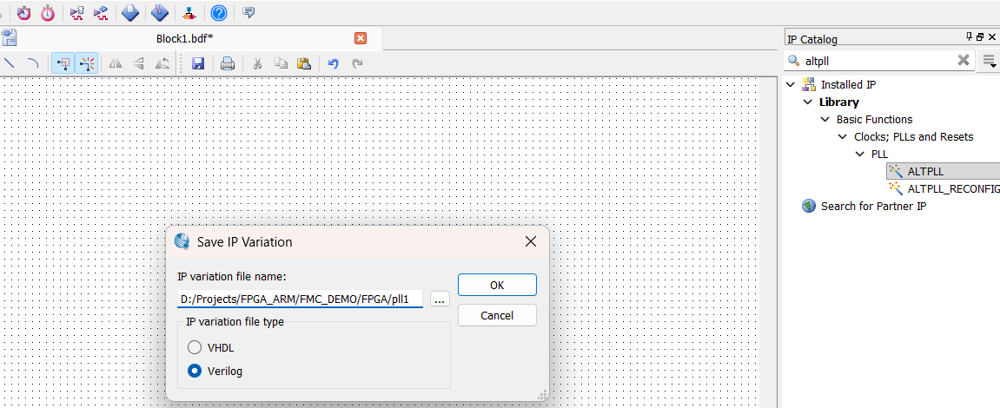 Block1.bdf*
IP Catalog
altpll
Installed IP
Library
Basic Functions
Clocks; PLLs and Resets
PLL
ALTPLL
ALTPLL_RECONFIG
Search for Partner IP
Save IP Variation
IP variation file name:
D:/Projects/FPGA_ARM/FMC_DEMO/FPGA/pll1
...
OK
Cancel
IP variation file type
VHDL
Verilog